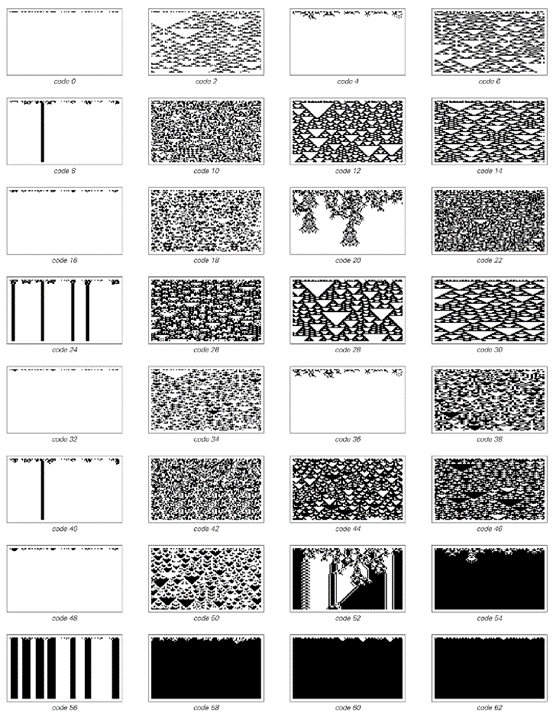 code 0
code 2
code 4
code 6
code 8
code 10
code 12
code 14
code 16
code 18
code 20
code 22
code 24
code 26
code 28
code 30
code 32
code 34
code 36
code 38
code 40
code 42
code 44
code 46
code 48
code 50
code 52
code 54
code 56
code 58
code 60
code 62